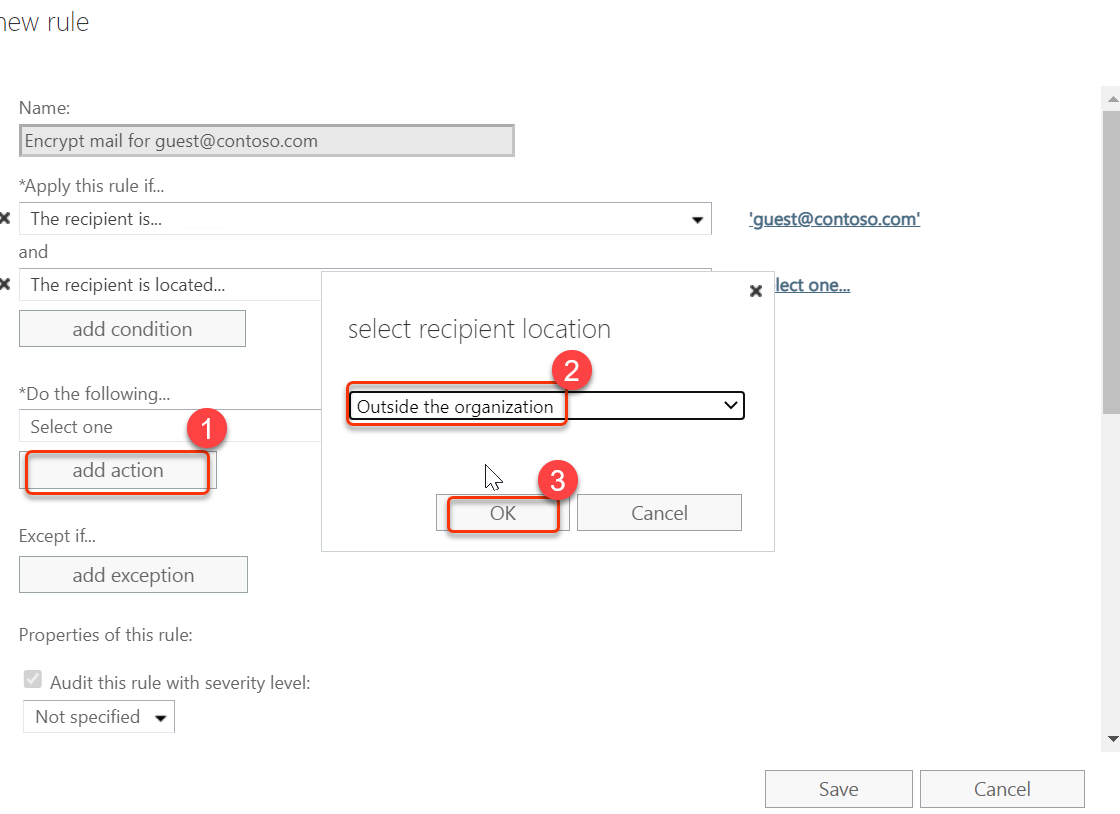 new rule
Name:
Encrypt mail for guest@contoso.com
*Apply this rule if...
The recipient is...
'guest@contoso.com'
and
The recipient is located...
lect one...
add condition
select recipient location
2
Outside the organization
*Do the following...
Select one
1
add action
3
OK
Cancel
Except if...
add exception
Properties of this rule:
Audit this rule with severity level:
Not specified
Save
Cancel